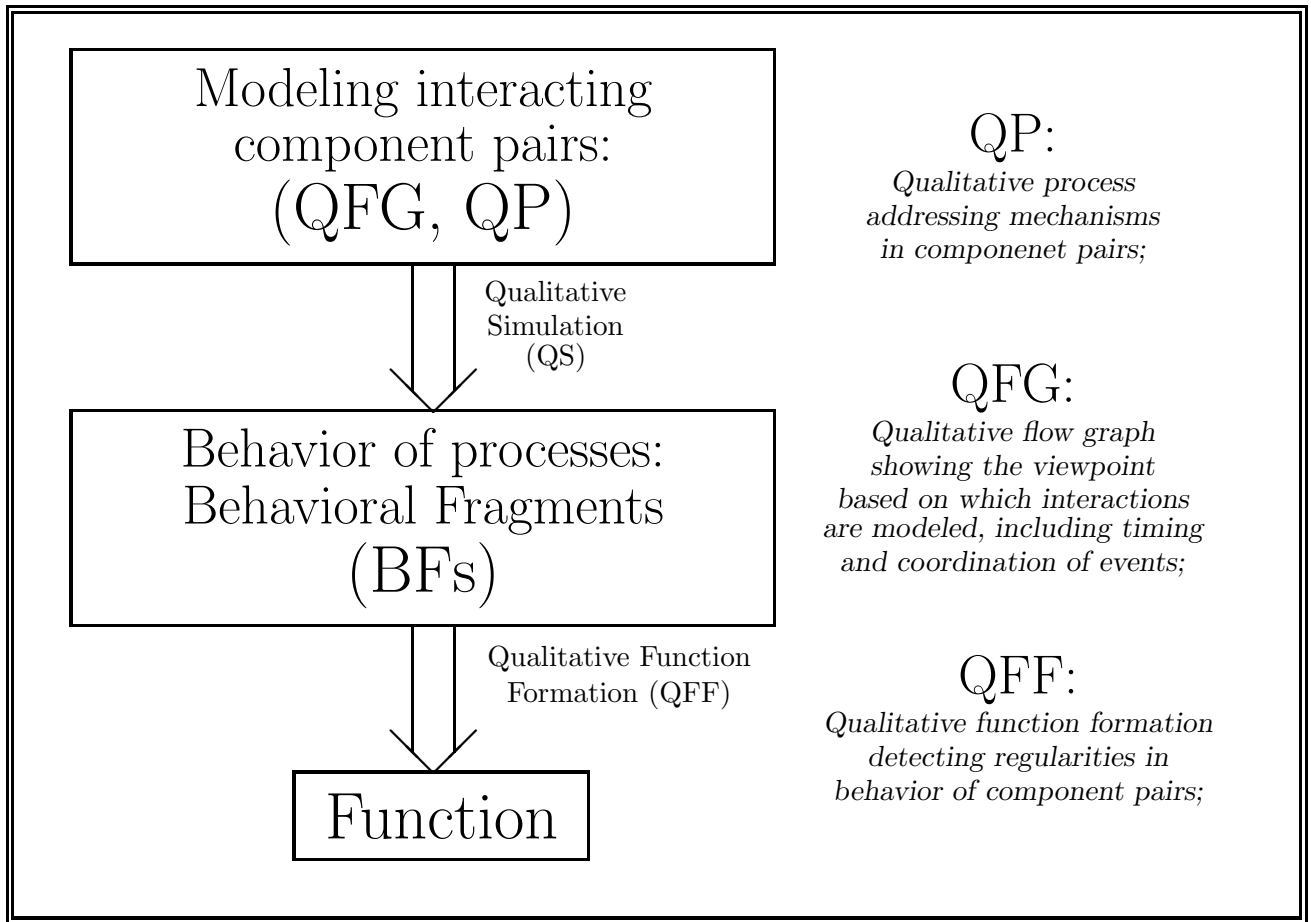 Modeling interacting
component pairs:
(QFG, QP)
Qualitative
Simulation
(QS)
Behavior of processes:
Behavioral Fragments
(BFs)
Qualitative Function
Formation (QFF)
Function
QP:
Qualitative process
addressing mechanisms
in componenet pairs;
QFG:
Qualitative flow graph
showing the viewpoint
based on which interactions
are modeled, including timing
and coordination of events;
QFF:
Qualitative function formation
detecting regularities in
behavior of component pairs;